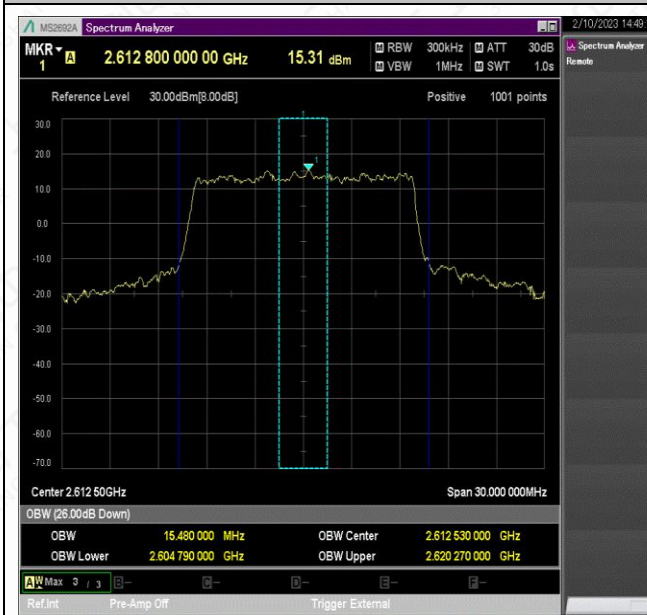 MS2692A Spectrum Analyzer
2/10/2023 14:49:
MKR 1 A 2.612 800 000 00 GHz 15.31 dBm
M RBW 300kHz M ATT 30dB
M VBW 1MHz M SWT 1.0s
Spectrum Analyzer
Remote
Reference Level 30.00dBm[8.00dB] Positive 1001 points
1
30.0
20.0
1
10.0
0.0
-10.0
-20.0
-30.0
-40.0
-50.0
-60.0
-70.0
Center 2.612 50GHz Span 30.000 000MHz
OBW (26.00dB Down)
OBW 15.480 000 MHz OBW Center 2.612 530 000 GHz
OBW Lower 2.604 790 000 GHz OBW Upper 2.620 270 000 GHz
A W Max 3 / 3 B- C- D- E- F-
Ref.Int Pre-Amp Off Trigger External